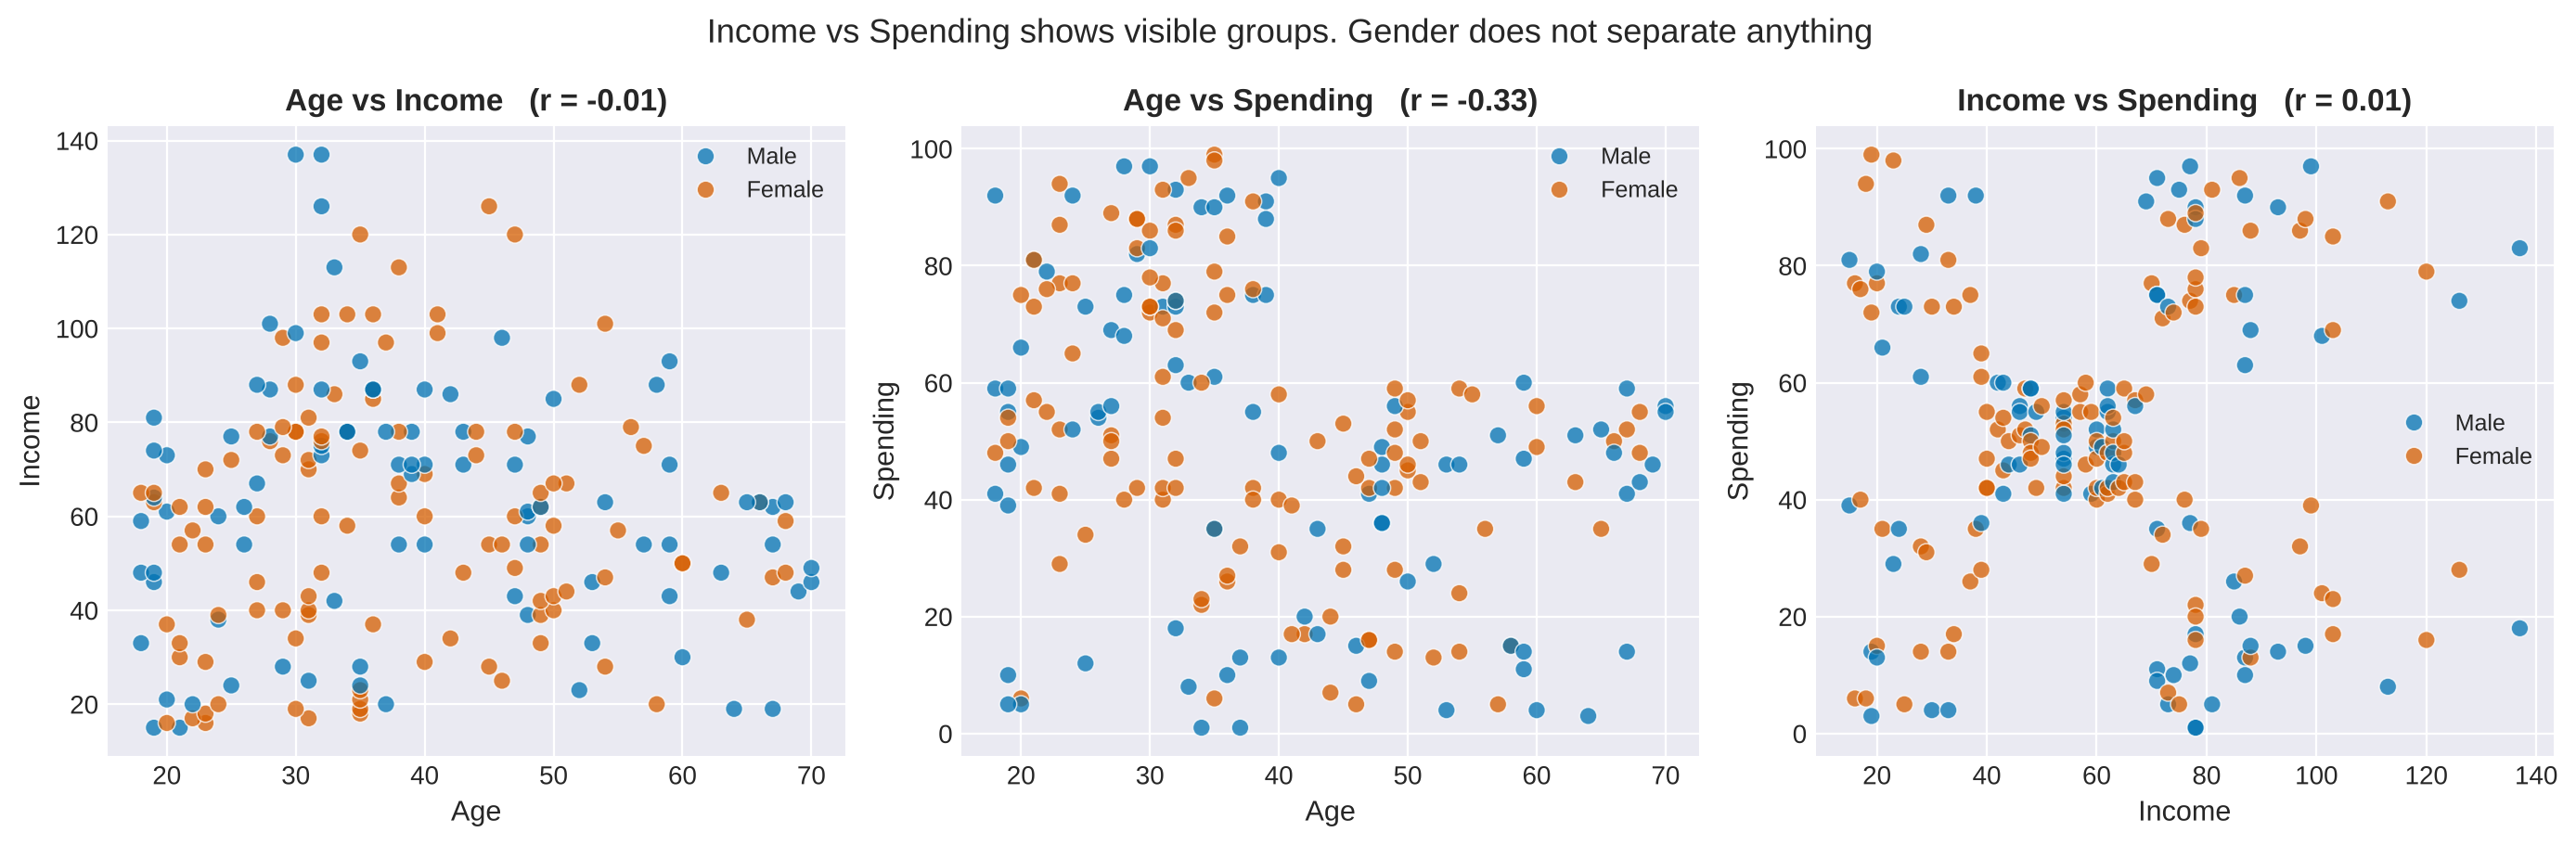 Income vs Spending shows visible groups. Gender does not separate anything
Age vs Income (r = -0.01)
140
120
100
80
60
40
20
Income
20 30 40 50 60 70
Age
Male
Female
Age vs Spending (r = -0.33)
100
80
60
40
20
0
Spending
20 30 40 50 60 70
Age
Male
Female
Income vs Spending (r = 0.01)
100
80
60
40
20
0
Spending
20 40 60 80 100 120 140
Income
Male
Female